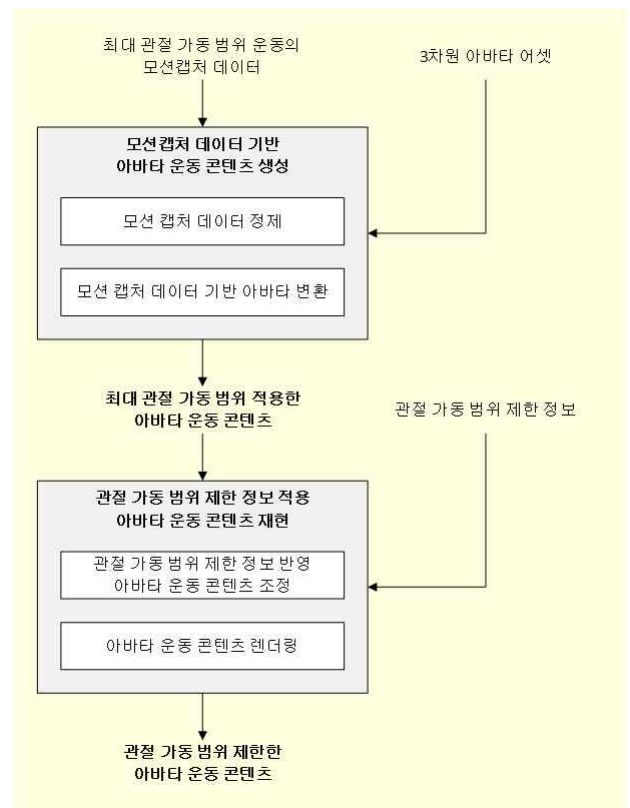 최대 관절 가동 범위 운동의
모션캡처 데이터
3차원 아바타 어셋
모션캡처 데이터 기반
아바타 운동 콘텐츠 생성
모션 캡처 데이터 정제
모션 캡처 데이터 기반 아바타 변환
최대 관절 가동 범위 적용한
아바타 운동 콘텐츠
관절 가동 범위 제한 정보
관절 가동 범위 제한 정보 적용
아바타 운동 콘텐츠 재현
관절 가동 범위 제한 정보 반영
아바타 운동 콘텐츠 조정
아바타 운동 콘텐츠 렌더링
관절 가동 범위 제한한
아바타 운동 콘텐츠